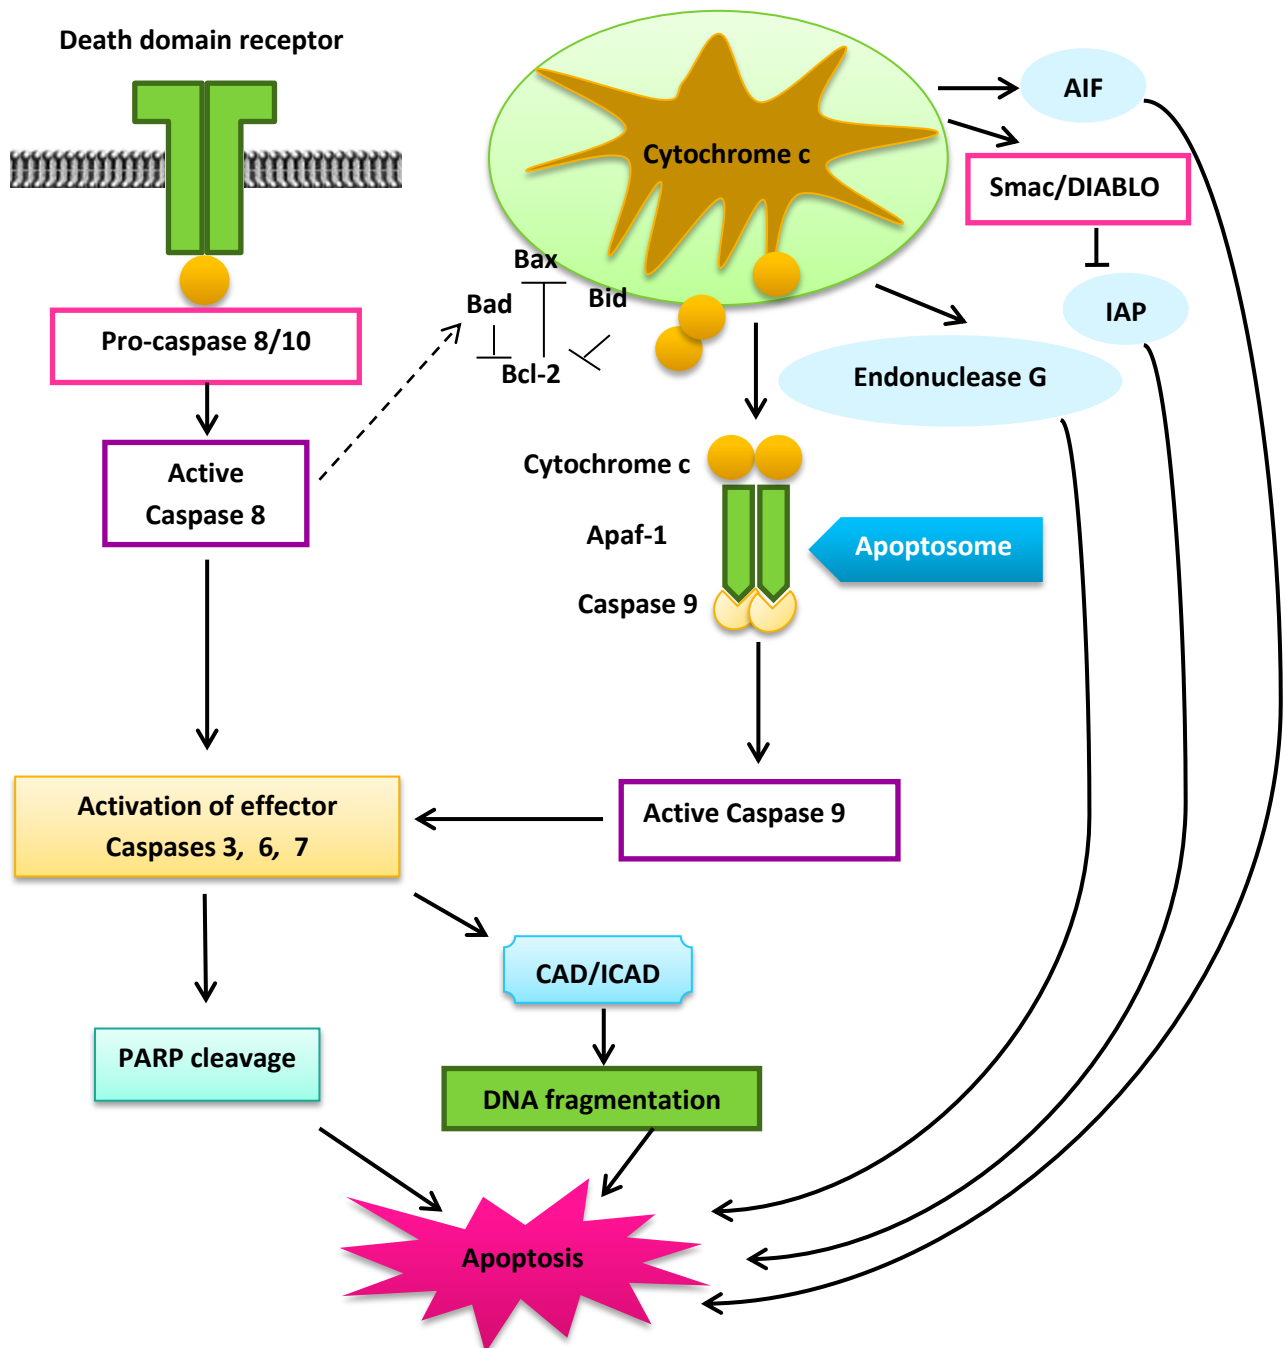 Death domain receptor
Cytochrome c
AIF
Smac/DIABLO
Bax
Bad
Bid
Bcl-2
IAP
Pro-caspase 8/10
Endonuclease G
Active
Caspase 8
Cytochrome c
Apaf-1
Apoptosome
Caspase 9
Activation of effector
Caspases 3, 6, 7
Active Caspase 9
CAD/ICAD
PARP cleavage
DNA fragmentation
Apoptosis